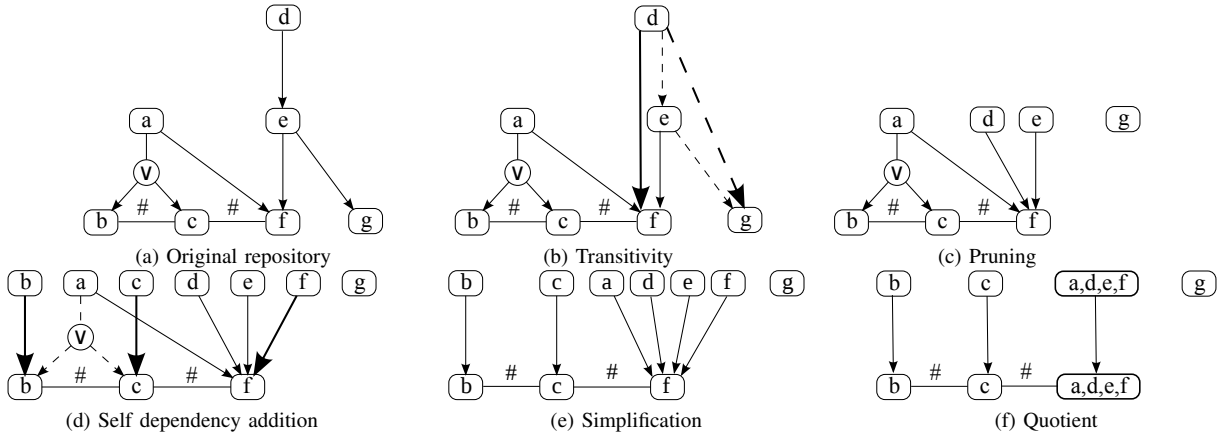 d d
a e e a d e g
V V V
# # # # # #
b c f g b c f g b c f
(a) Original repository (b) Transitivity (c) Pruning
b a c d e f g b c a d e f g b c a,d,e,f g
V
# # # # # #
b c f b c f b c a,d,e,f
(d) Self dependency addition (e) Simplification (f) Quotient